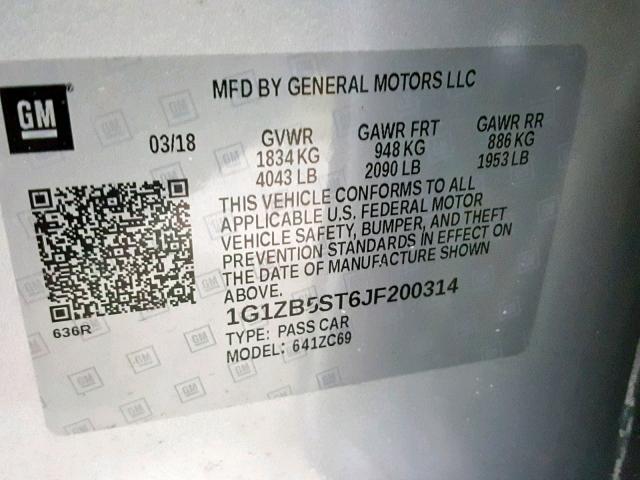 GM
MFD BY GENERAL MOTORS LLC
03/18
GVWR
1834 KG
4043 LB
GAWR FRT
948 KG
2090 LB
GAWR RR
886 KG
1953 LB
THIS VEHICLE CONFORMS TO ALL
APPLICABLE U.S. FEDERAL MOTOR
VEHICLE SAFETY, BUMPER, AND THEFT
PREVENTION STANDARDS IN EFFECT ON
THE DATE OF MANUFACTURE SHOWN
ABOVE.
1G1ZB5ST6JF200314
TYPE: PASS CAR
MODEL: 641ZC69
636R